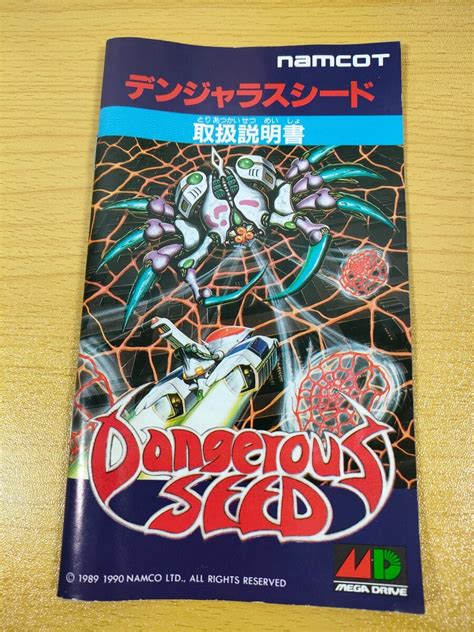 namcot
デンジャラスシード
とりあつかいせつ めい しょ
取扱説明書
Dangerous
SEED
© 1989 1990 NAMCO LTD., ALL RIGHTS RESERVED
MD
MEGA DRIVE